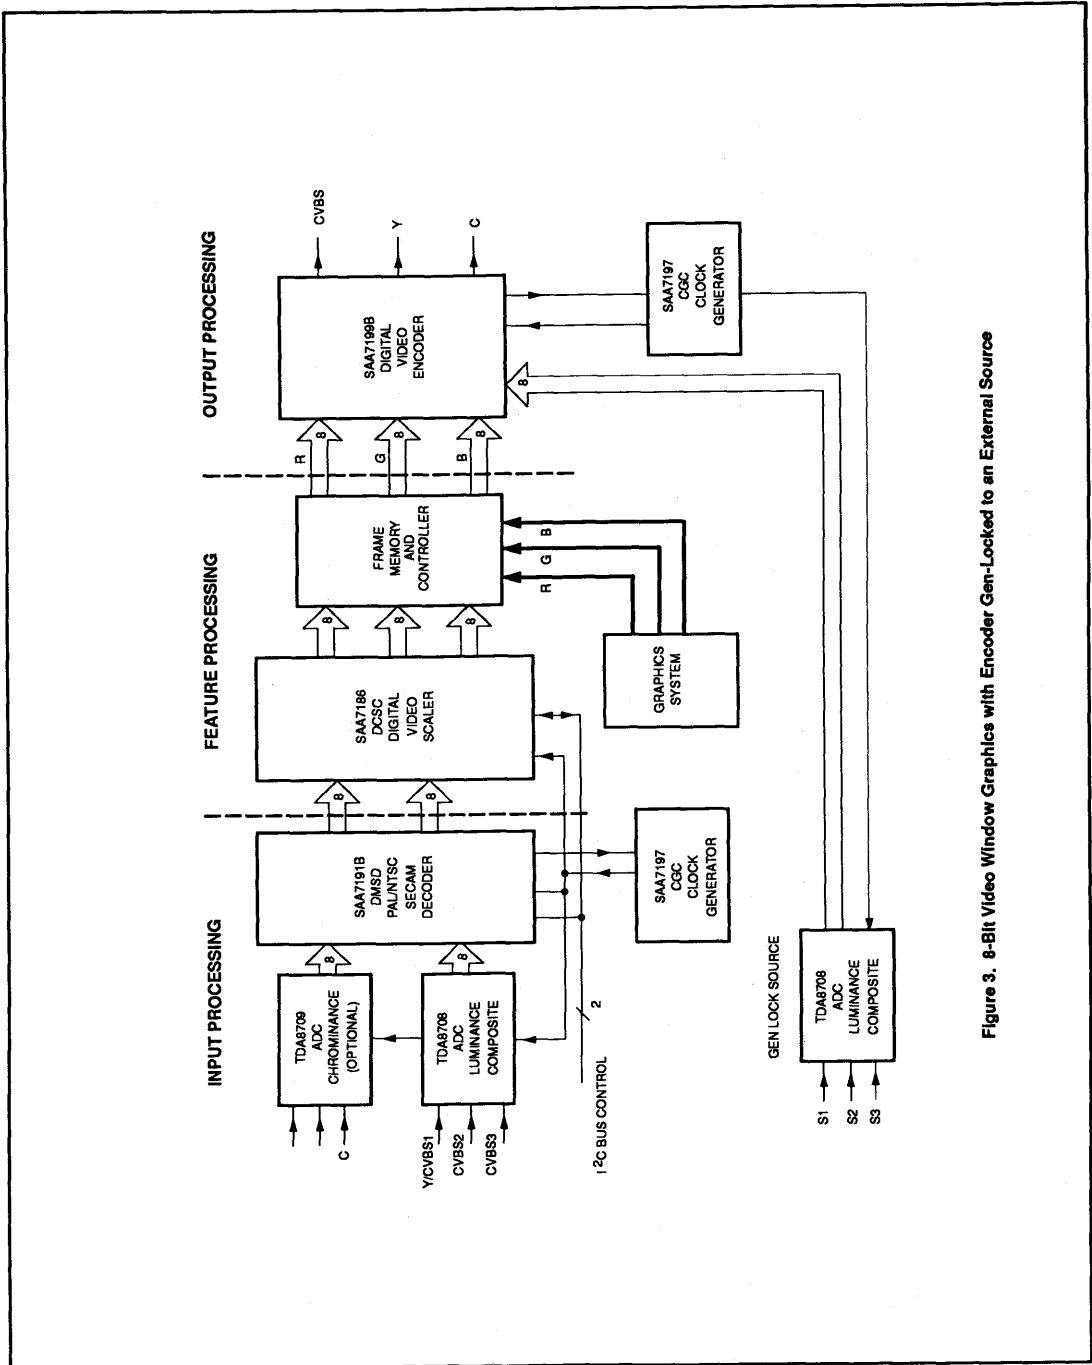 INPUT PROCESSING
FEATURE PROCESSING
OUTPUT PROCESSING
C
TDA8709
ADC
CHROMINANCE
(OPTIONAL)
8
Y/CVBS1
CVBS2
CVBS3
TDA8708
ADC
LUMINANCE
COMPOSITE
8
I²C BUS CONTROL
2
SAA7191B
DMSD
PAL/NTSC
SECAM
DECODER
8
8
SAA7197
CGC
CLOCK
GENERATOR
SAA7186
DCSC
DIGITAL
VIDEO
SCALER
8
8
8
FRAME
MEMORY
AND
CONTROLLER
R
G
B
GRAPHICS
SYSTEM
R
8
G
8
B
8
SAA7199B
DIGITAL
VIDEO
ENCODER
CVBS
Y
C
8
SAA7197
CGC
CLOCK
GENERATOR
GEN LOCK SOURCE
S1
S2
S3
TDA8708
ADC
LUMINANCE
COMPOSITE
Figure 3. 8-Bit Video Window Graphics with Encoder Gen-Locked to an External Source